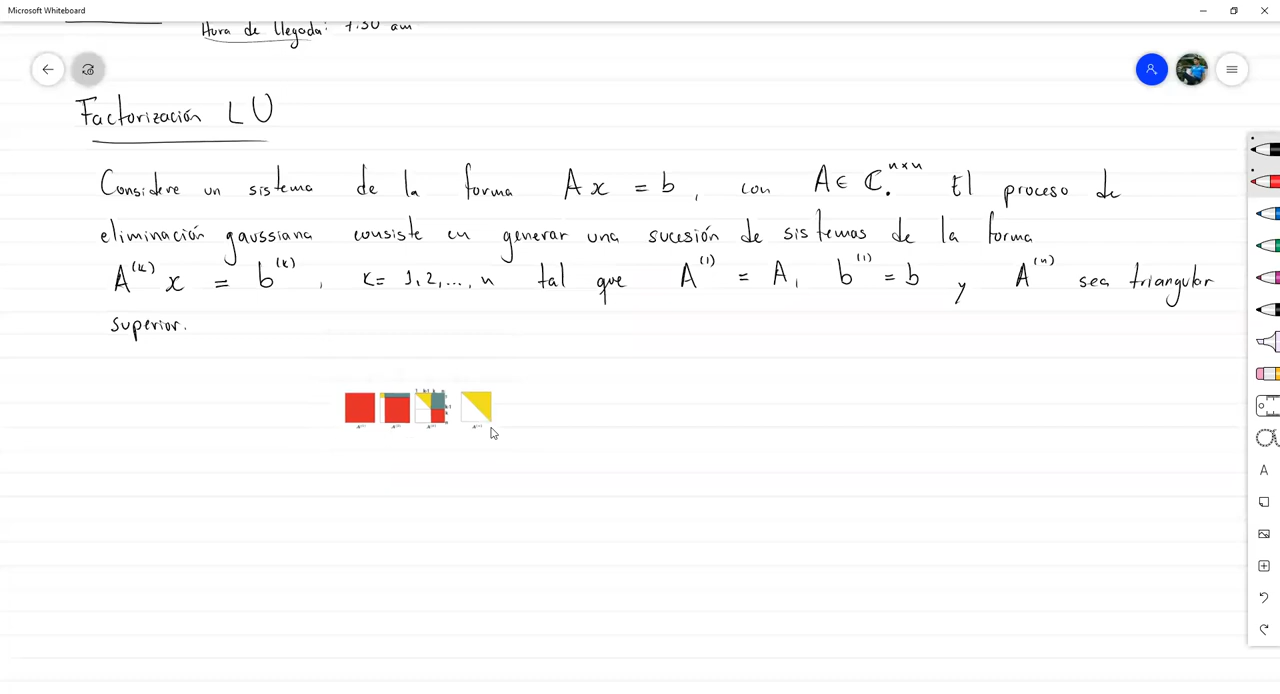 Microsoft Whiteboard
Hora de llegada: 7:30 am
Factorización LU
Considere un sistema de la forma Ax = b, con A ∈ ℂ^{n×n}. El proceso de
eliminación gaussiana consiste en generar una sucesión de sistemas de la forma
A^{(k)} x = b^{(k)}, k = 1, 2, ..., n tal que A^{(1)} = A, b^{(1)} = b y A^{(n)} sea triangular
superior.
A